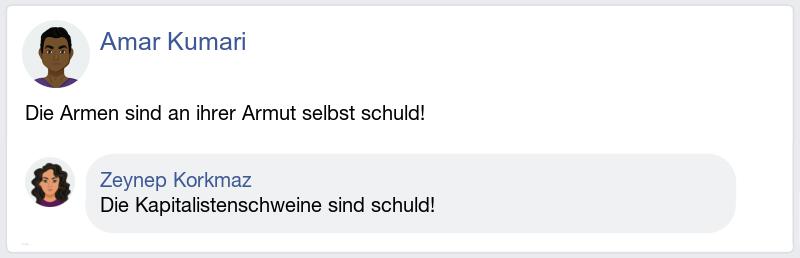 Amar Kumari
Die Armen sind an ihrer Armut selbst schuld!
Zeynep Korkmaz
Die Kapitalistenschweine sind schuld!